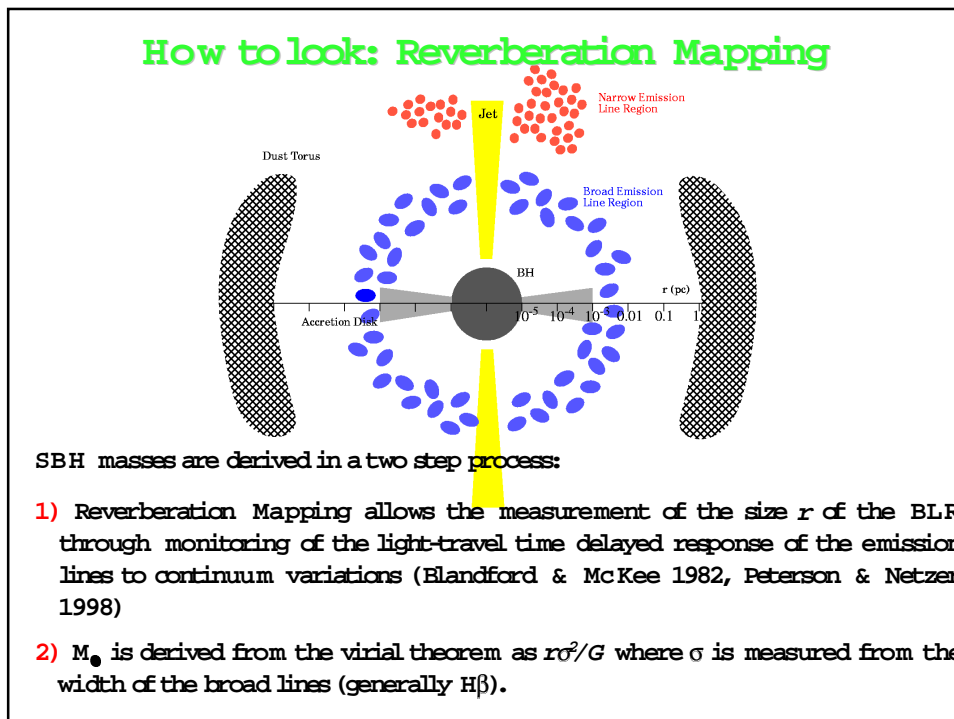 How to look: Reverberation Mapping
Narrow Emission
Line Region
Jet
Dust Torus
Broad Emission
Line Region
BH
r (pc)
Accretion Disk
10⁻⁵ 10⁻⁴ 10⁻³ 0.01 0.1 1
SBH masses are derived in a two step process:
1) Reverberation Mapping allows the measurement of the size r of the BLR
through monitoring of the light-travel time delayed response of the emission
lines to continuum variations (Blandford & McKee 1982, Peterson & Netzer
1998)
2) M● is derived from the virial theorem as rσ²/G where σ is measured from the
width of the broad lines (generally Hβ).